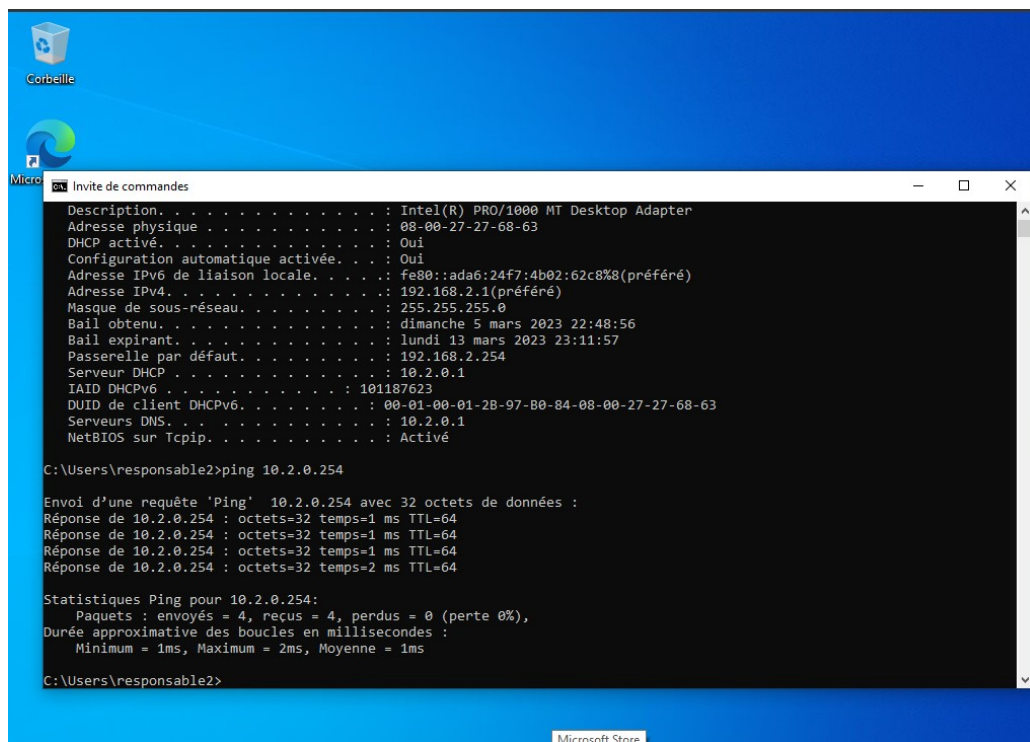 Corbeille
Micro
Invite de commandes
Description. . . . . . . . . . . . . . : Intel(R) PRO/1000 MT Desktop Adapter
Adresse physique . . . . . . . . . . . : 08-00-27-27-68-63
DHCP activé. . . . . . . . . . . . . . : Oui
Configuration automatique activée. . . : Oui
Adresse IPv6 de liaison locale. . . . .: fe80::ada6:24f7:4b02:62c8%8(préféré)
Adresse IPv4. . . . . . . . . . . . . .: 192.168.2.1(préféré)
Masque de sous-réseau. . . . . . . . . : 255.255.255.0
Bail obtenu. . . . . . . . . . . . . . : dimanche 5 mars 2023 22:48:56
Bail expirant. . . . . . . . . . . . . : lundi 13 mars 2023 23:11:57
Passerelle par défaut. . . . . . . . . : 192.168.2.254
Serveur DHCP . . . . . . . . . . . . . : 10.2.0.1
IAID DHCPv6 . . . . . . . . . . . : 101187623
DUID de client DHCPv6. . . . . . . . : 00-01-00-01-2B-97-B0-84-08-00-27-27-68-63
Serveurs DNS. . . . . . . . . . . . . : 10.2.0.1
NetBIOS sur Tcpip. . . . . . . . . . . : Activé
C:\Users\responsable2>ping 10.2.0.254
Envoi d’une requête 'Ping'  10.2.0.254 avec 32 octets de données :
Réponse de 10.2.0.254 : octets=32 temps=1 ms TTL=64
Réponse de 10.2.0.254 : octets=32 temps=1 ms TTL=64
Réponse de 10.2.0.254 : octets=32 temps=1 ms TTL=64
Réponse de 10.2.0.254 : octets=32 temps=2 ms TTL=64
Statistiques Ping pour 10.2.0.254:
Paquets : envoyés = 4, reçus = 4, perdus = 0 (perte 0%),
Durée approximative des boucles en millisecondes :
Minimum = 1ms, Maximum = 2ms, Moyenne = 1ms
C:\Users\responsable2>
Microsoft Store